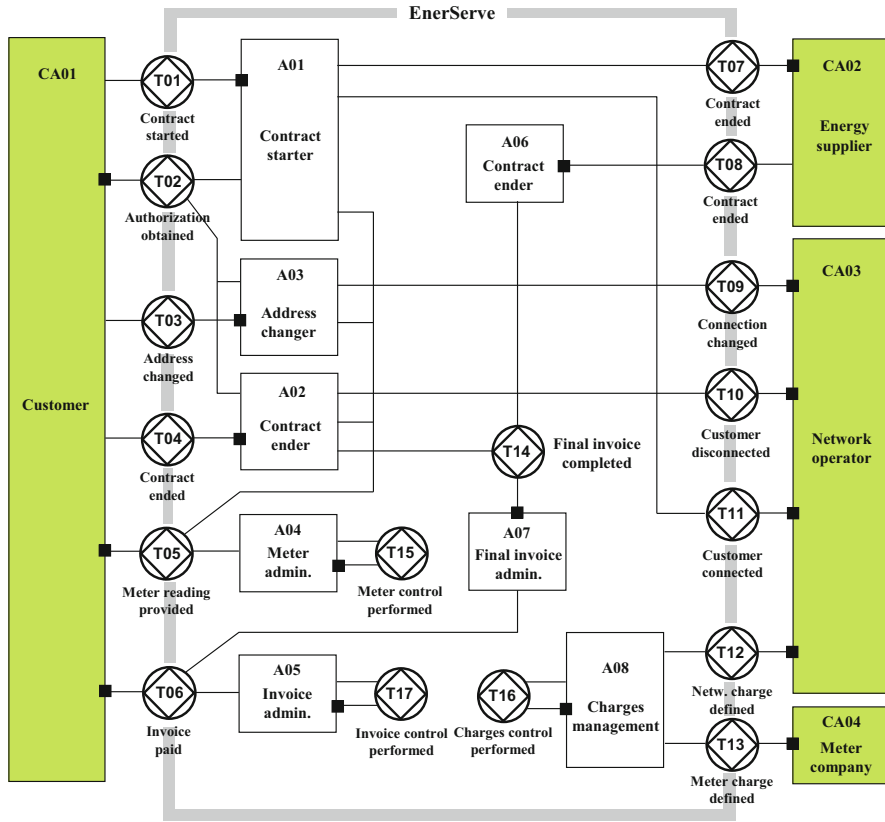 EnerServe
CA01
Customer
T01
Contract
started
A01
Contract
starter
T07
Contract
ended
CA02
Energy
supplier
T02
Authorization
obtained
A06
Contract
ender
T08
Contract
ended
T03
Address
changed
A03
Address
changer
T09
Connection
changed
CA03
Network
operator
T04
Contract
ended
A02
Contract
ender
T14
Final invoice
completed
T10
Customer
disconnected
T05
Meter reading
provided
A04
Meter
admin.
T15
Meter control
performed
A07
Final invoice
admin.
T11
Customer
connected
T06
Invoice
paid
A05
Invoice
admin.
T17
Invoice control
performed
T16
Charges control
performed
A08
Charges
management
T12
Netw. charge
defined
T13
Meter charge
defined
CA04
Meter
company